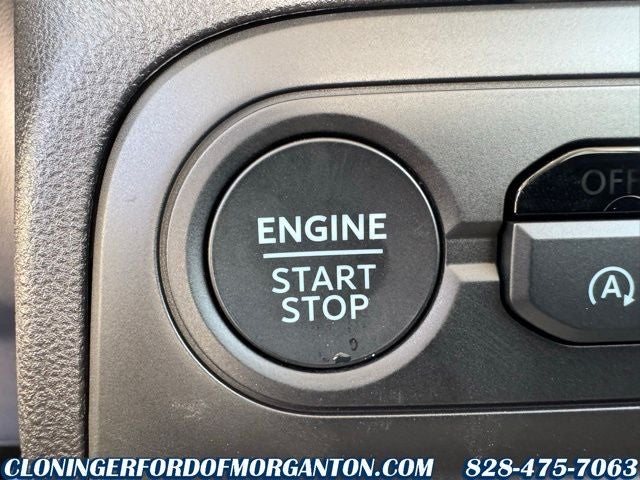 ENGINE
START
STOP
OFF
A
CLONINGERFORDOFMORGANTON.COM
828-475-7063